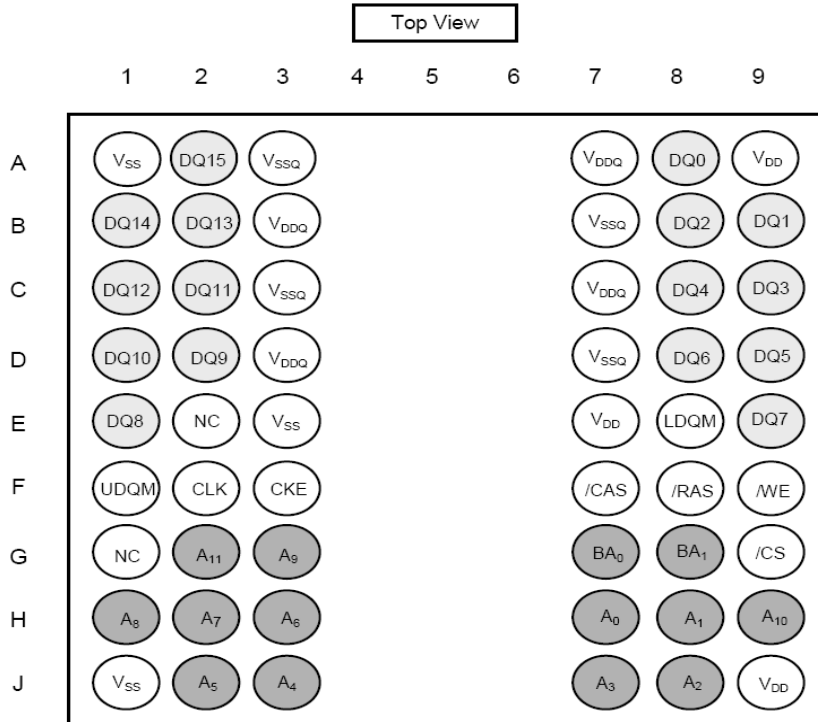 Top View
1 2 3 4 5 6 7 8 9
A VSS DQ15 VSSQ VDDQ DQ0 VDD
B DQ14 DQ13 VDDQ VSSQ DQ2 DQ1
C DQ12 DQ11 VSSQ VDDQ DQ4 DQ3
D DQ10 DQ9 VDDQ VSSQ DQ6 DQ5
E DQ8 NC VSS VDD LDQM DQ7
F UDQM CLK CKE /CAS /RAS /WE
G NC A11 A9 BA0 BA1 /CS
H A8 A7 A6 A0 A1 A10
J VSS A5 A4 A3 A2 VDD